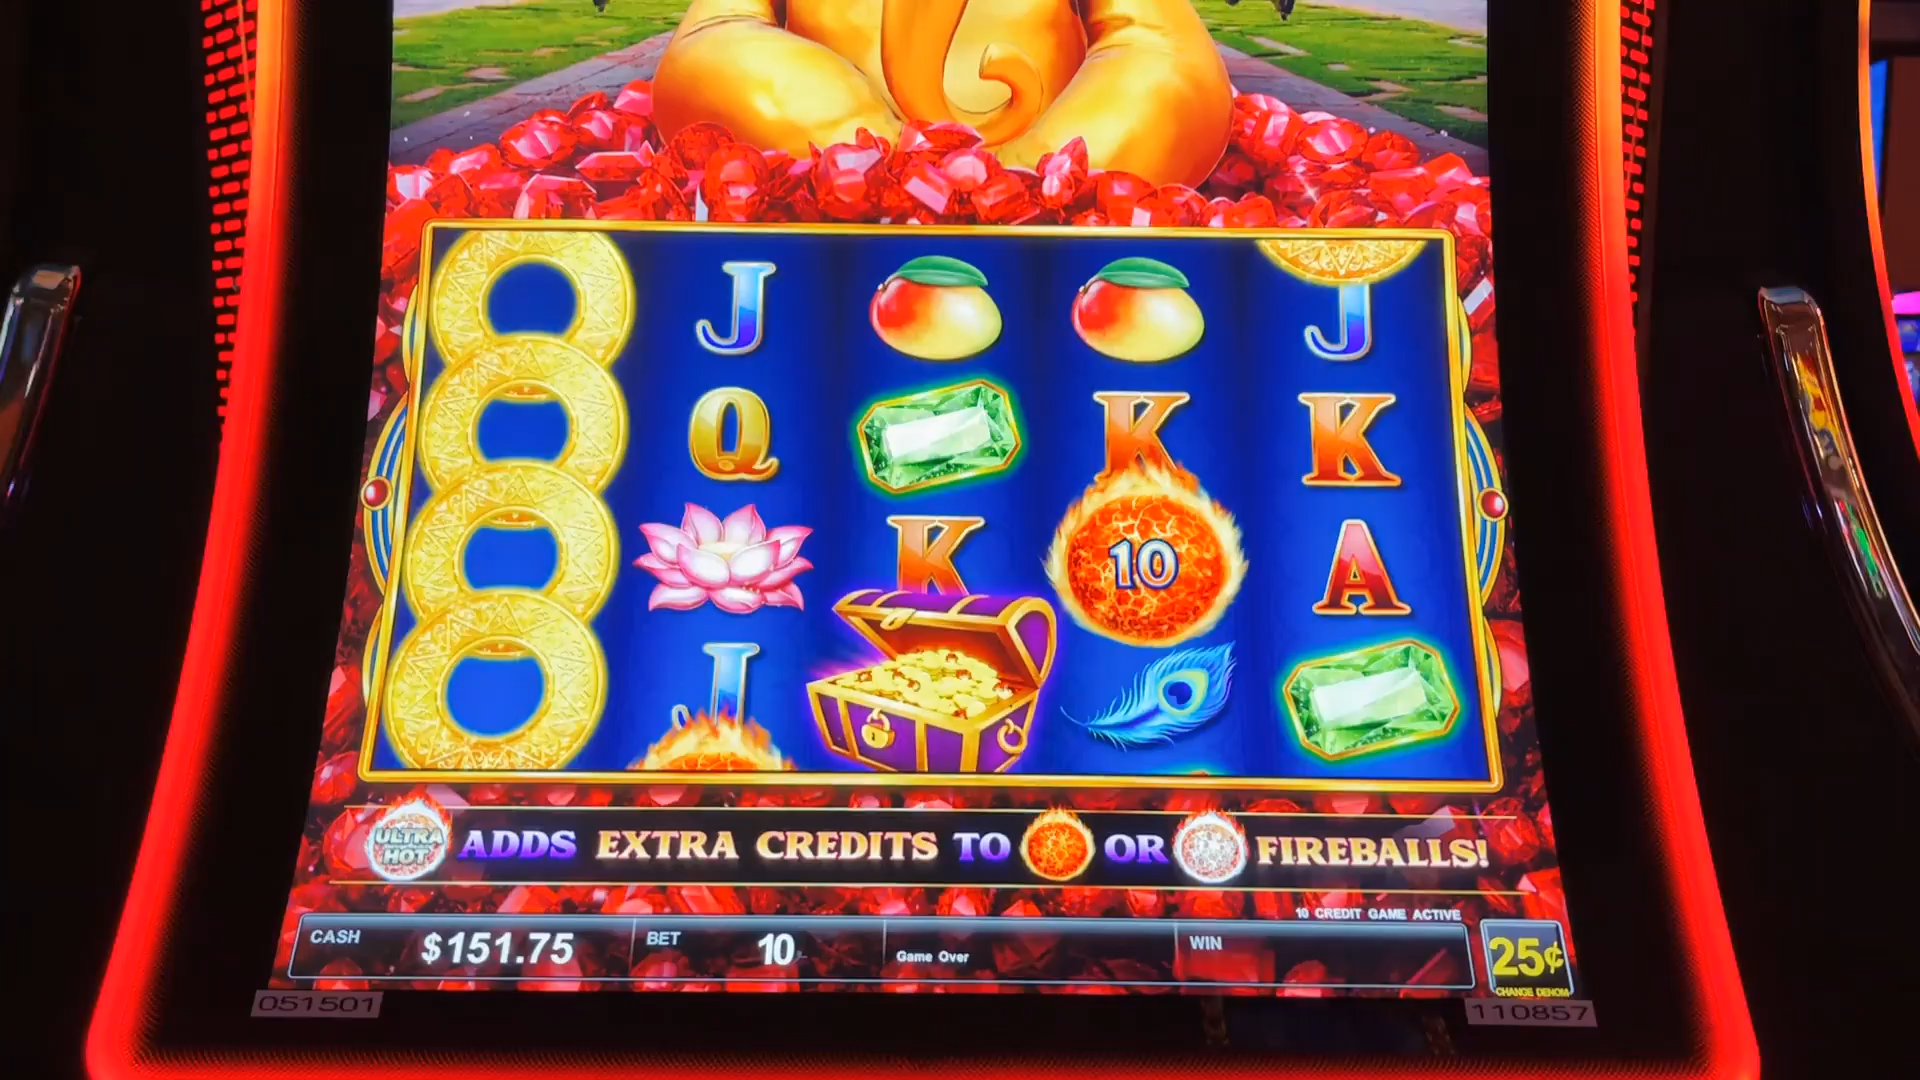 J J
Q K K
K 10 A
J
ULTRA HOT ADDS EXTRA CREDITS TO OR FIREBALLS!
10 CREDIT GAME ACTIVE
CASH $151.75 BET 10 Game Over WIN 25¢
CHANGE DENOM
051501 110857